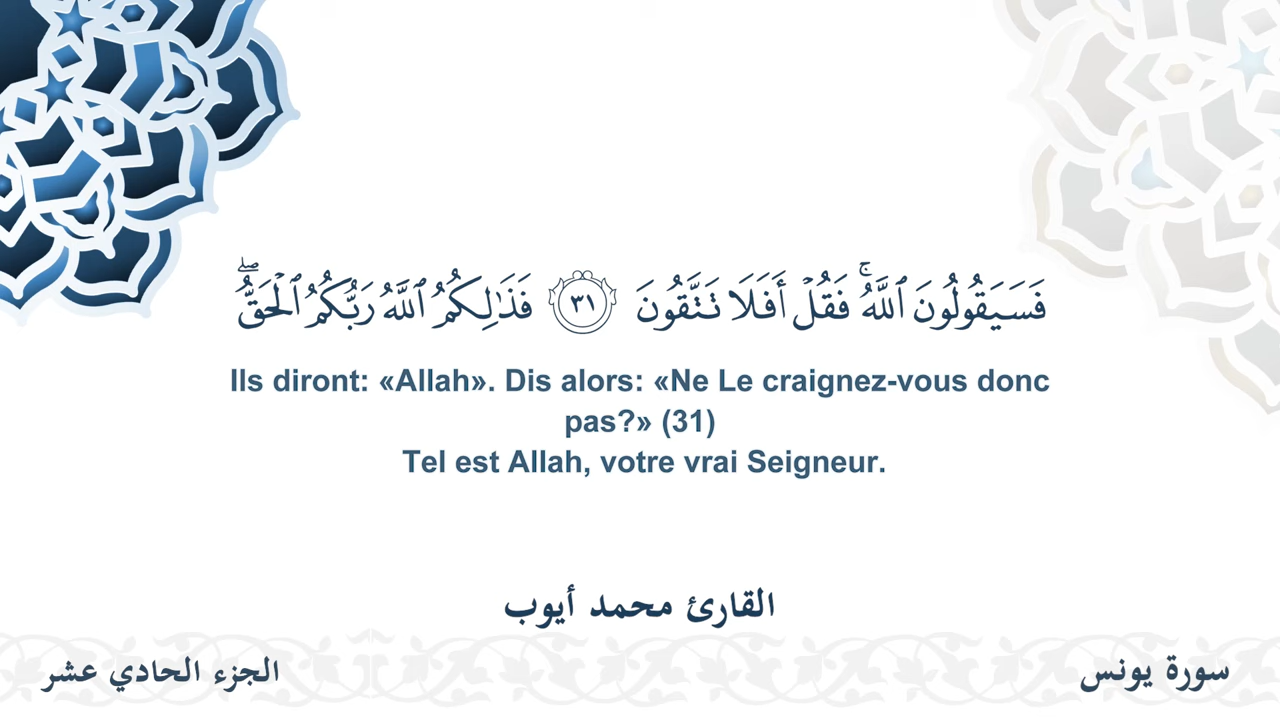 فَسَيَقُولُونَ ٱللَّهُۚ فَقُلۡ أَفَلَا تَتَّقُونَ ٣١ فَذَٰلِكُمُ ٱللَّهُ رَبُّكُمُ ٱلۡحَقُّۖ
Ils diront: «Allah». Dis alors: «Ne Le craignez-vous donc
pas?» (31)
Tel est Allah, votre vrai Seigneur.
القارئ محمد أيوب
سورة يونس
الجزء الحادي عشر